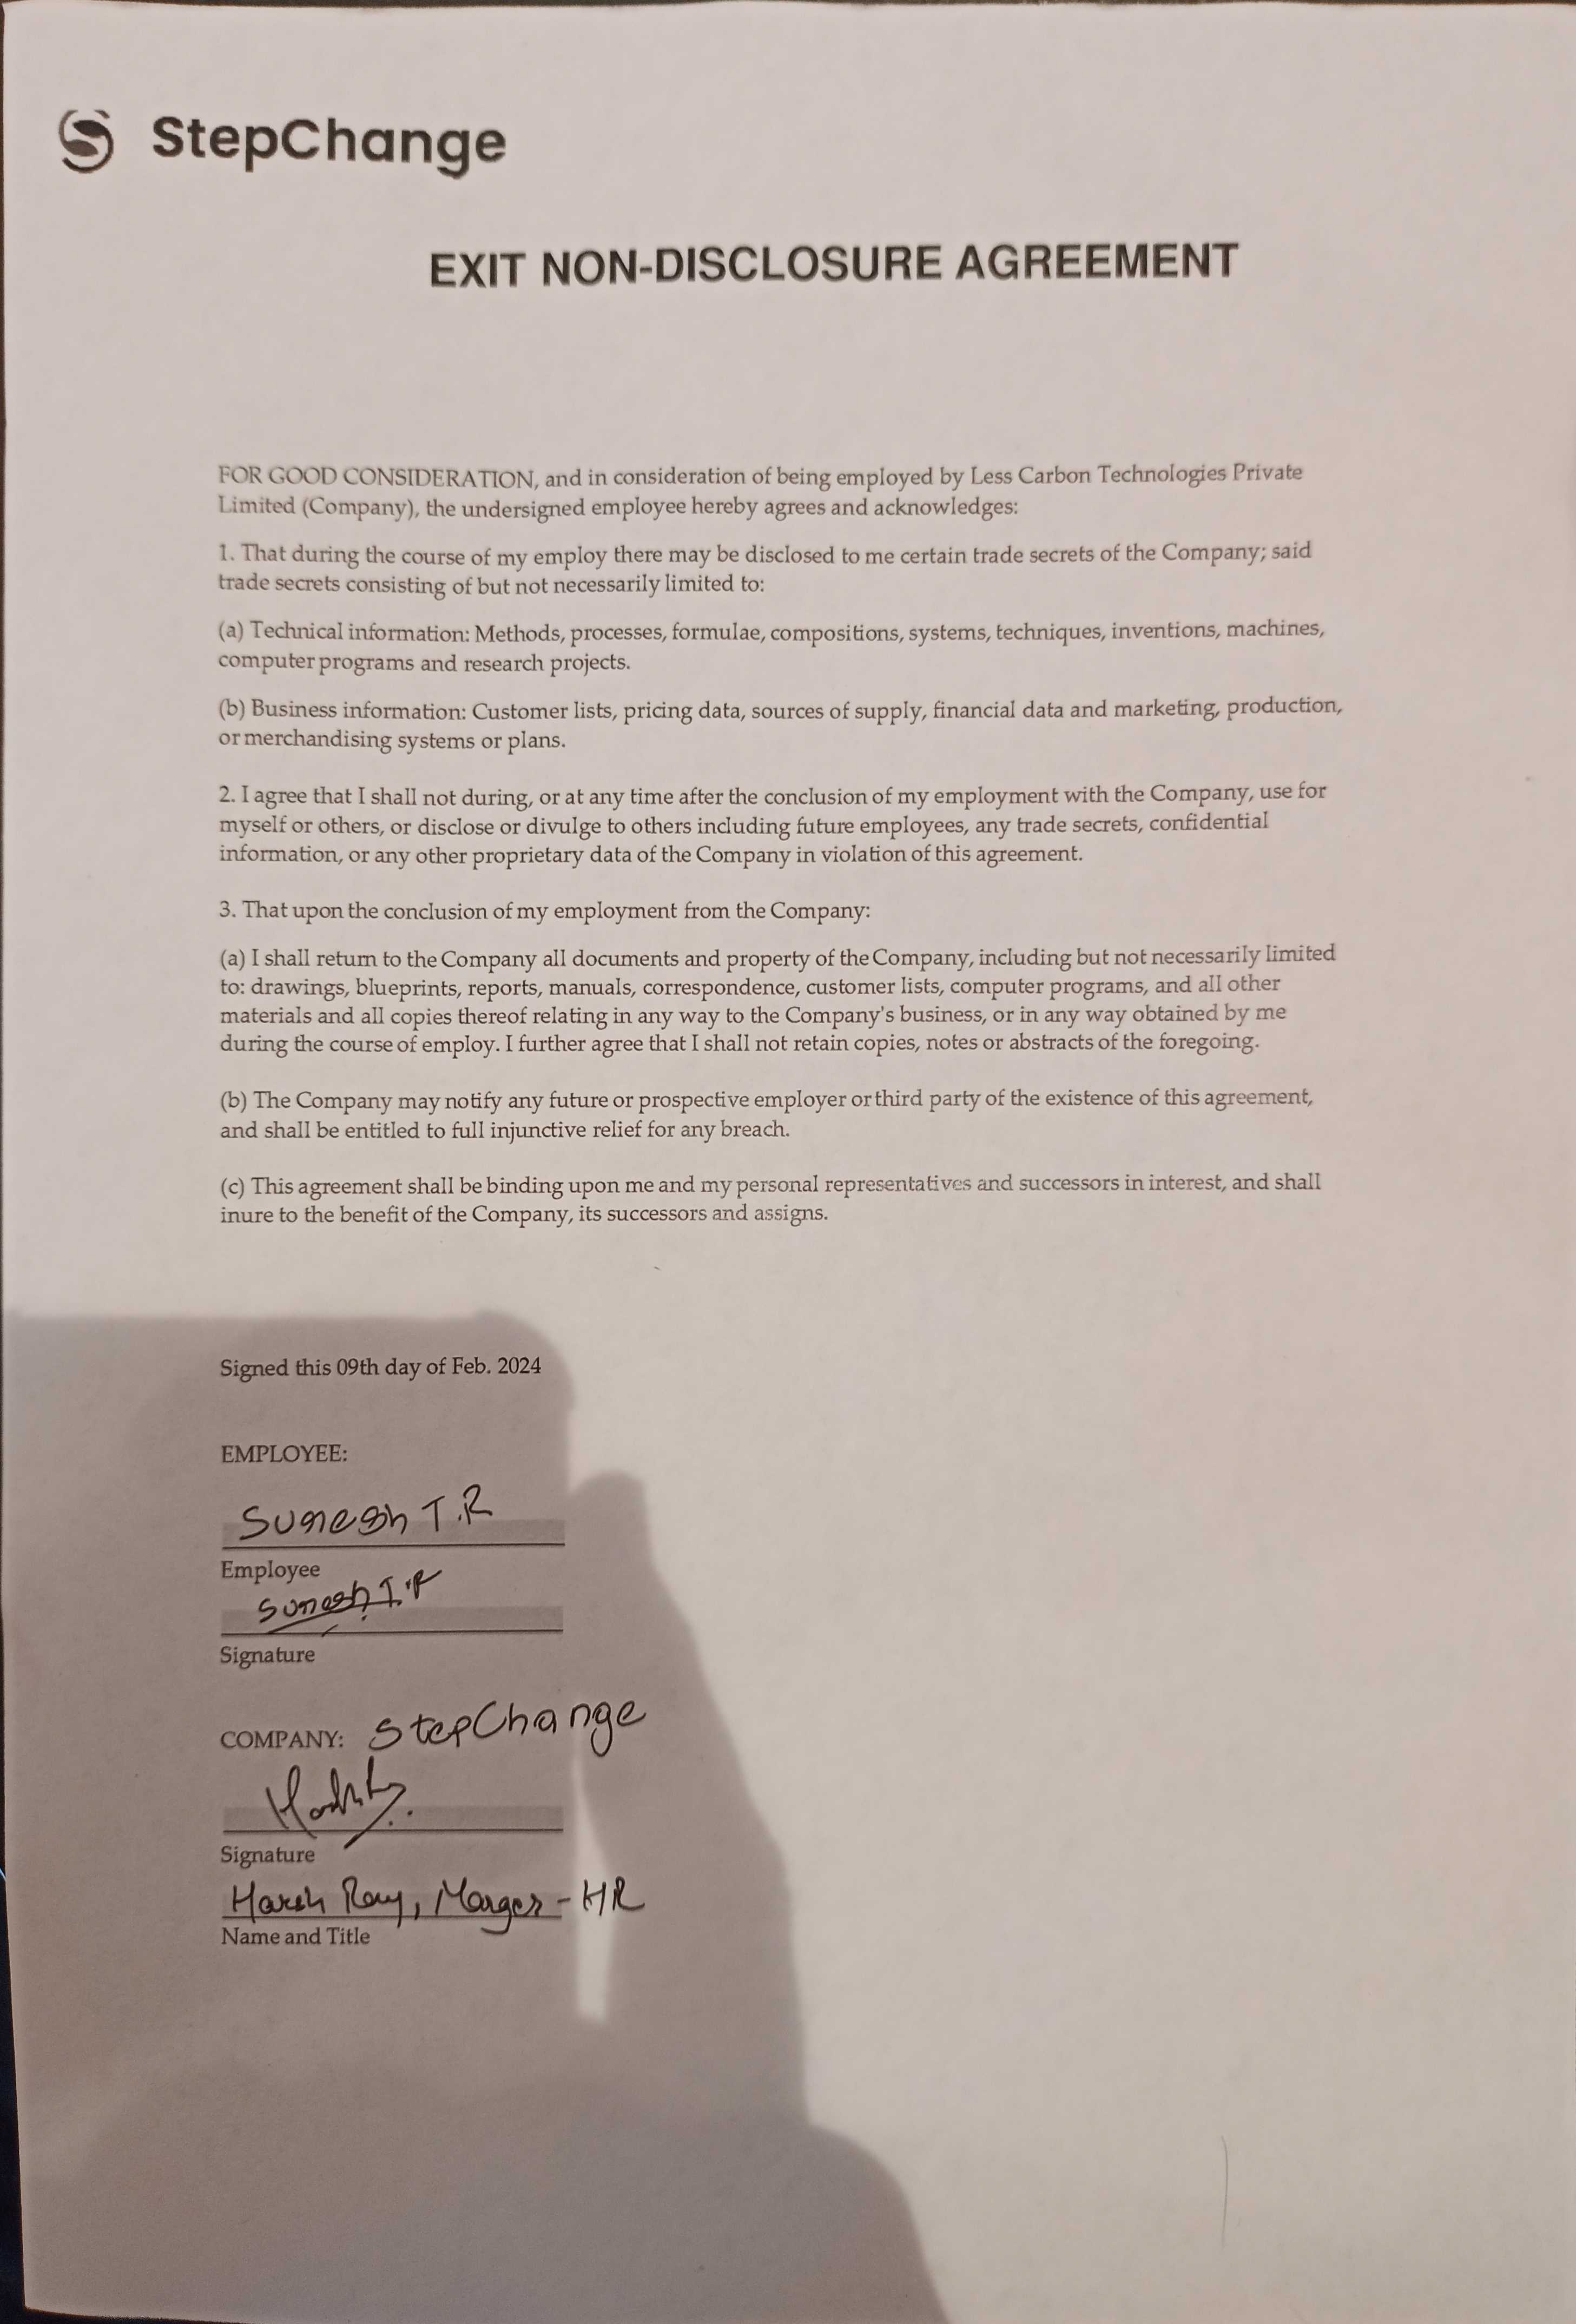 StepChange
EXIT NON-DISCLOSURE AGREEMENT
FOR GOOD CONSIDERATION, and in consideration of being employed by Less Carbon Technologies Private
Limited (Company), the undersigned employee hereby agrees and acknowledges:
1. That during the course of my employ there may be disclosed to me certain trade secrets of the Company; said
trade secrets consisting of but not necessarily limited to:
(a) Technical information: Methods, processes, formulae, compositions, systems, techniques, inventions, machines,
computer programs and research projects.
(b) Business information: Customer lists, pricing data, sources of supply, financial data and marketing, production,
or merchandising systems or plans.
2. I agree that I shall not during, or at any time after the conclusion of my employment with the Company, use for
myself or others, or disclose or divulge to others including future employees, any trade secrets, confidential
information, or any other proprietary data of the Company in violation of this agreement.
3. That upon the conclusion of my employment from the Company:
(a) I shall return to the Company all documents and property of the Company, including but not necessarily limited
to: drawings, blueprints, reports, manuals, correspondence, customer lists, computer programs, and all other
materials and all copies thereof relating in any way to the Company's business, or in any way obtained by me
during the course of employ. I further agree that I shall not retain copies, notes or abstracts of the foregoing.
(b) The Company may notify any future or prospective employer or third party of the existence of this agreement,
and shall be entitled to full injunctive relief for any breach.
(c) This agreement shall be binding upon me and my personal representatives and successors in interest, and shall
inure to the benefit of the Company, its successors and assigns.
Signed this 09th day of Feb. 2024
EMPLOYEE:
Sumesh T.R
Employee
Sumesh T.R
Signature
COMPANY: StepChange
Signature
Harsh Ray, - HR
Name and Title